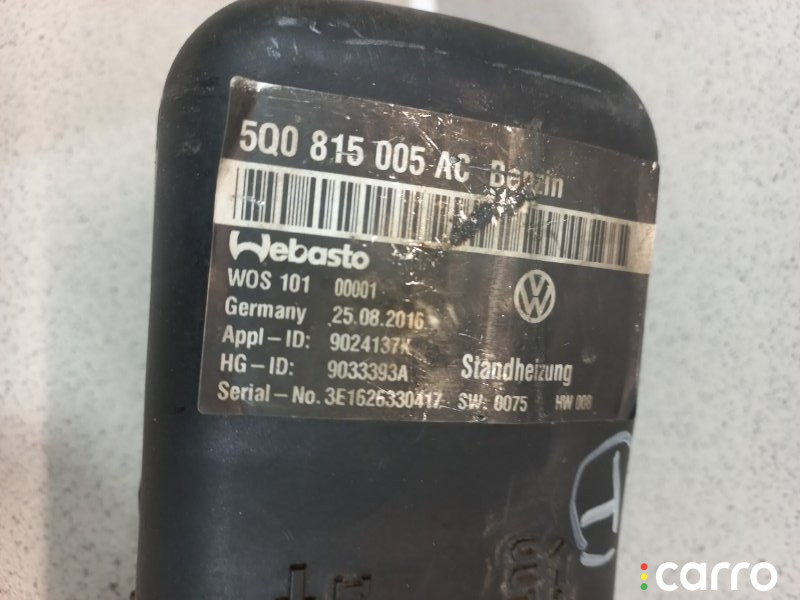 5Q0 815 005 AC Benzin
Webasto
WOS 101 00001
Germany 25.08.2016
Appl-ID: 9024137K
HG-ID: 9033393A
Standheizung
Serial-No. 3E1626330417 SW: 0075 HW 008
T
carro